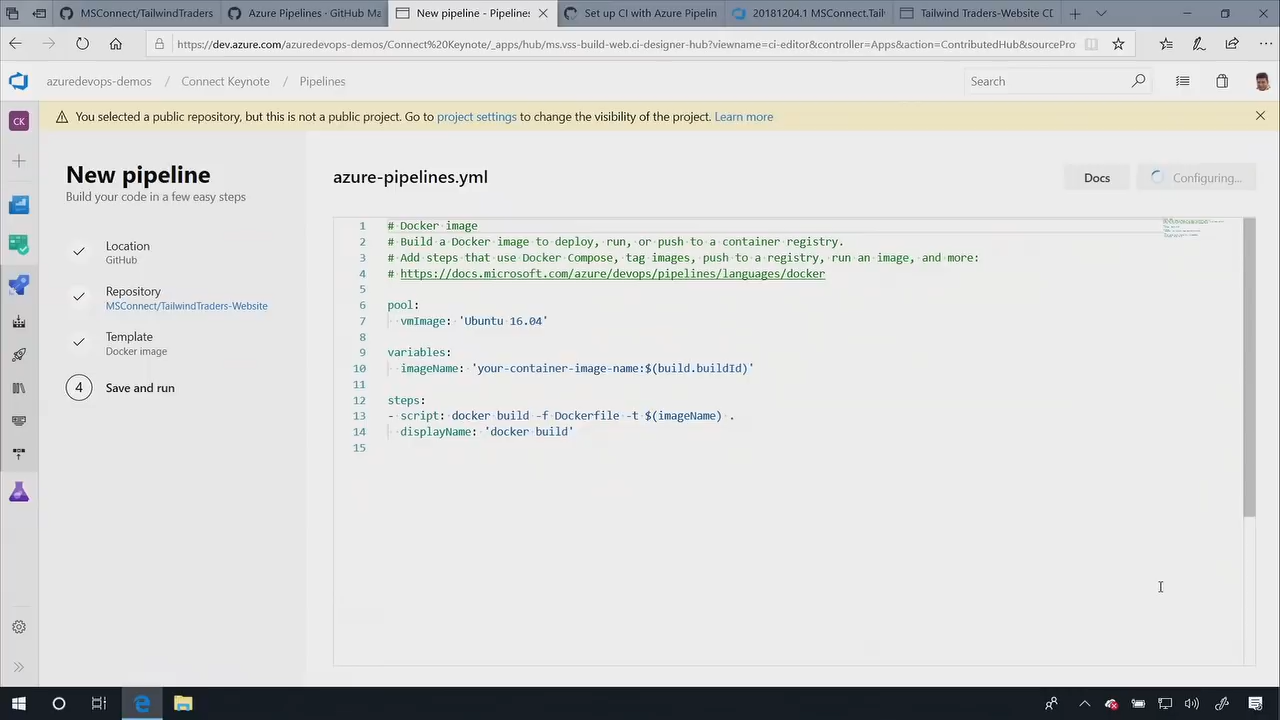 MSConnect/TailwindTraders
Azure Pipelines · GitHub Ma
New pipeline - Pipelines
Set up CI with Azure Pipelin
20181204.1 MSConnect.Tail
Tailwind Traders-Website CD
https://dev.azure.com/azuredevops-demos/Connect%20Keynote/_apps/hub/ms.vss-build-web.ci-designer-hub?viewname=ci-editor&controller=Apps&action=ContributedHub&sourcePro
azuredevops-demos / Connect Keynote / Pipelines
Search
CK
You selected a public repository, but this is not a public project. Go to project settings to change the visibility of the project. Learn more
New pipeline
Build your code in a few easy steps
Location
GitHub
Repository
MSConnect/TailwindTraders-Website
Template
Docker image
4 Save and run
azure-pipelines.yml
Docs
Configuring...
1 # Docker image
2 # Build a Docker image to deploy, run, or push to a container registry.
3 # Add steps that use Docker Compose, tag images, push to a registry, run an image, and more:
4 # https://docs.microsoft.com/azure/devops/pipelines/languages/docker
5
6 pool:
7 vmImage: 'Ubuntu 16.04'
8
9 variables:
10 imageName: 'your-container-image-name:$(build.buildId)'
11
12 steps:
13 - script: docker build -f Dockerfile -t $(imageName) .
14 displayName: 'docker build'
15